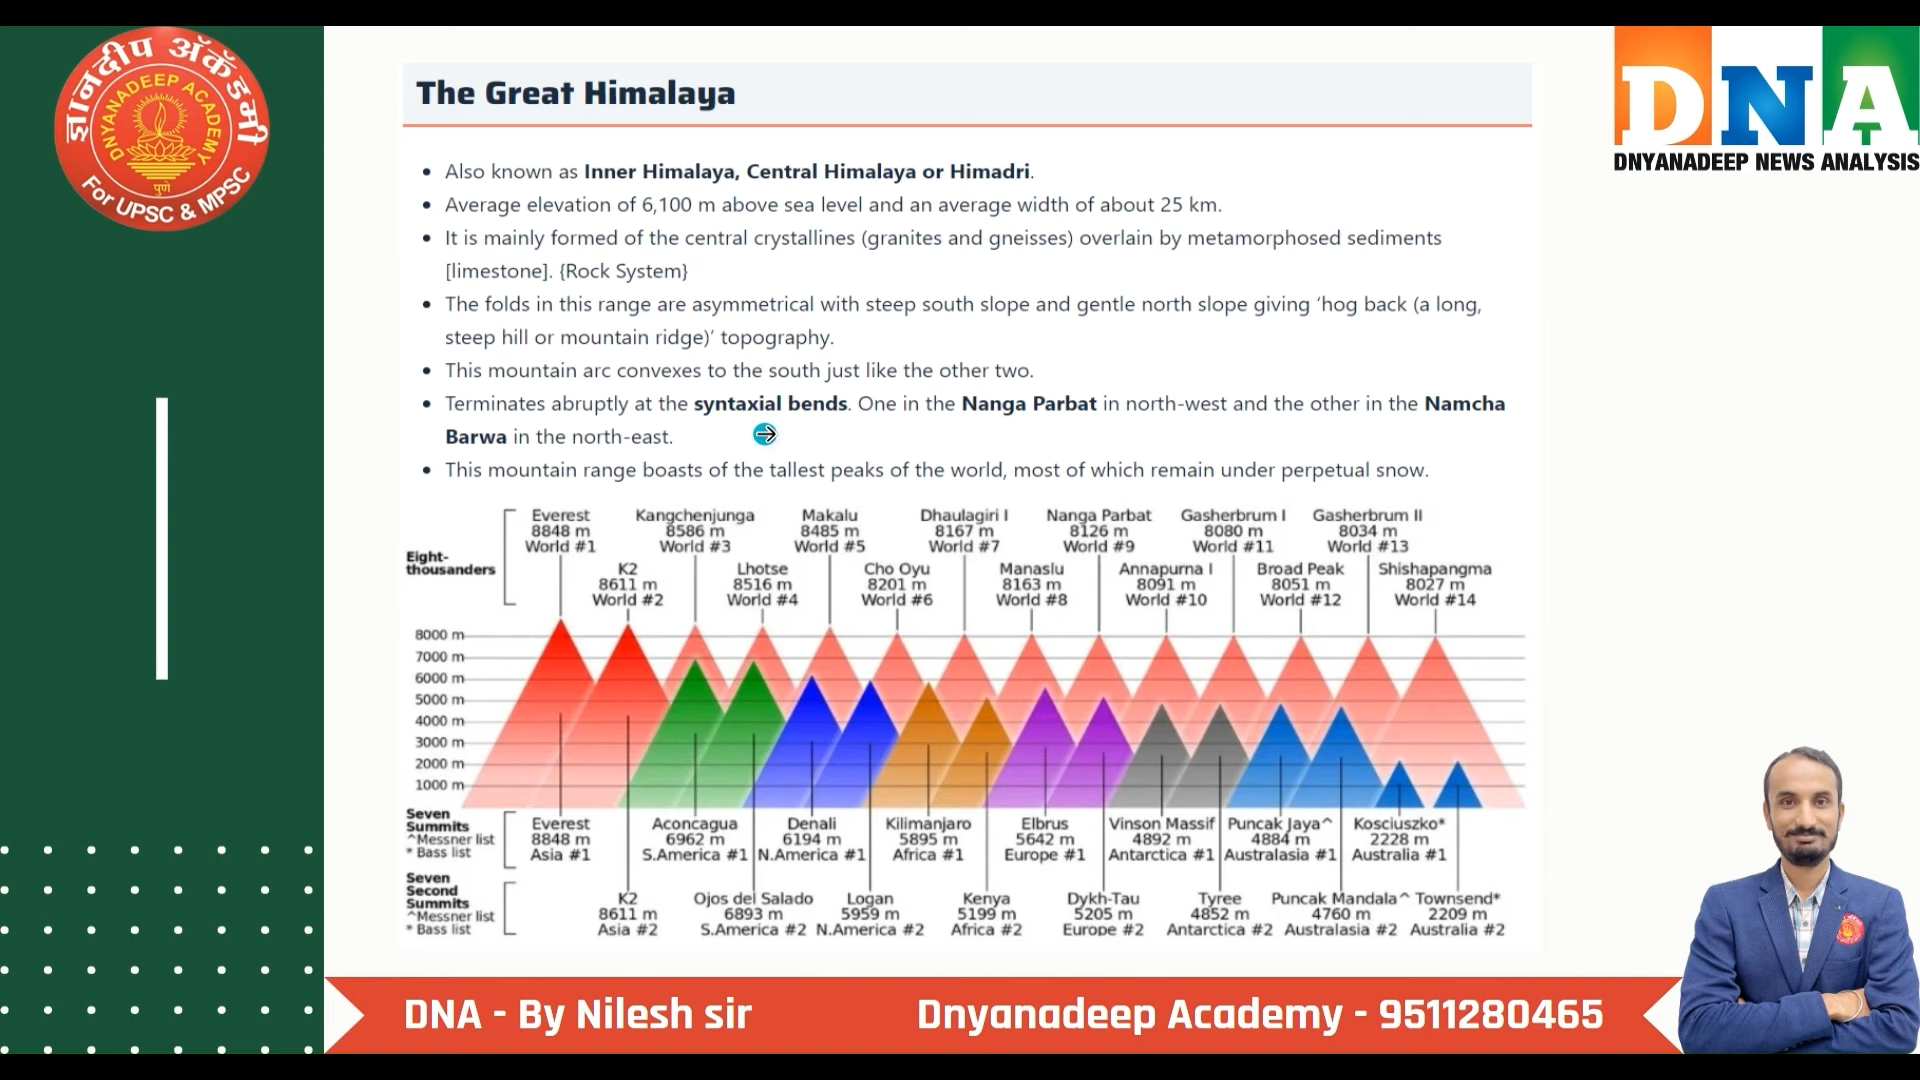 ज्ञानदीप अ‍ॅकॅडमी
DNYANADEEP ACADEMY
पुणे
For UPSC & MPSC
DNA
DNYANADEEP NEWS ANALYSIS
The Great Himalaya
• Also known as Inner Himalaya, Central Himalaya or Himadri.
• Average elevation of 6,100 m above sea level and an average width of about 25 km.
• It is mainly formed of the central crystallines (granites and gneisses) overlain by metamorphosed sediments
[limestone]. {Rock System}
• The folds in this range are asymmetrical with steep south slope and gentle north slope giving ‘hog back (a long,
steep hill or mountain ridge)’ topography.
• This mountain arc convexes to the south just like the other two.
• Terminates abruptly at the syntaxial bends. One in the Nanga Parbat in north-west and the other in the Namcha
Barwa in the north-east.
• This mountain range boasts of the tallest peaks of the world, most of which remain under perpetual snow.
Eight-
thousanders
Everest Kangchenjunga Makalu Dhaulagiri I Nanga Parbat Gasherbrum I Gasherbrum II
8848 m 8586 m 8485 m 8167 m 8126 m 8080 m 8034 m
World #1 World #3 World #5 World #7 World #9 World #11 World #13
K2 Lhotse Cho Oyu Manaslu Annapurna I Broad Peak Shishapangma
8611 m 8516 m 8201 m 8163 m 8091 m 8051 m 8027 m
World #2 World #4 World #6 World #8 World #10 World #12 World #14
8000 m
7000 m
6000 m
5000 m
4000 m
3000 m
2000 m
1000 m
Seven
Summits
^Messner list
* Bass list
Everest Aconcagua Denali Kilimanjaro Elbrus Vinson Massif Puncak Jaya^ Kosciuszko*
8848 m 6962 m 6194 m 5895 m 5642 m 4892 m 4884 m 2228 m
Asia #1 S.America #1 N.America #1 Africa #1 Europe #1 Antarctica #1 Australasia #1 Australia #1
Seven
Second
Summits
^Messner list
* Bass list
K2 Ojos del Salado Logan Kenya Dykh-Tau Tyree Puncak Mandala^ Townsend*
8611 m 6893 m 5959 m 5199 m 5205 m 4852 m 4760 m 2209 m
Asia #2 S.America #2 N.America #2 Africa #2 Europe #2 Antarctica #2 Australasia #2 Australia #2
DNA - By Nilesh sir Dnyanadeep Academy - 9511280465